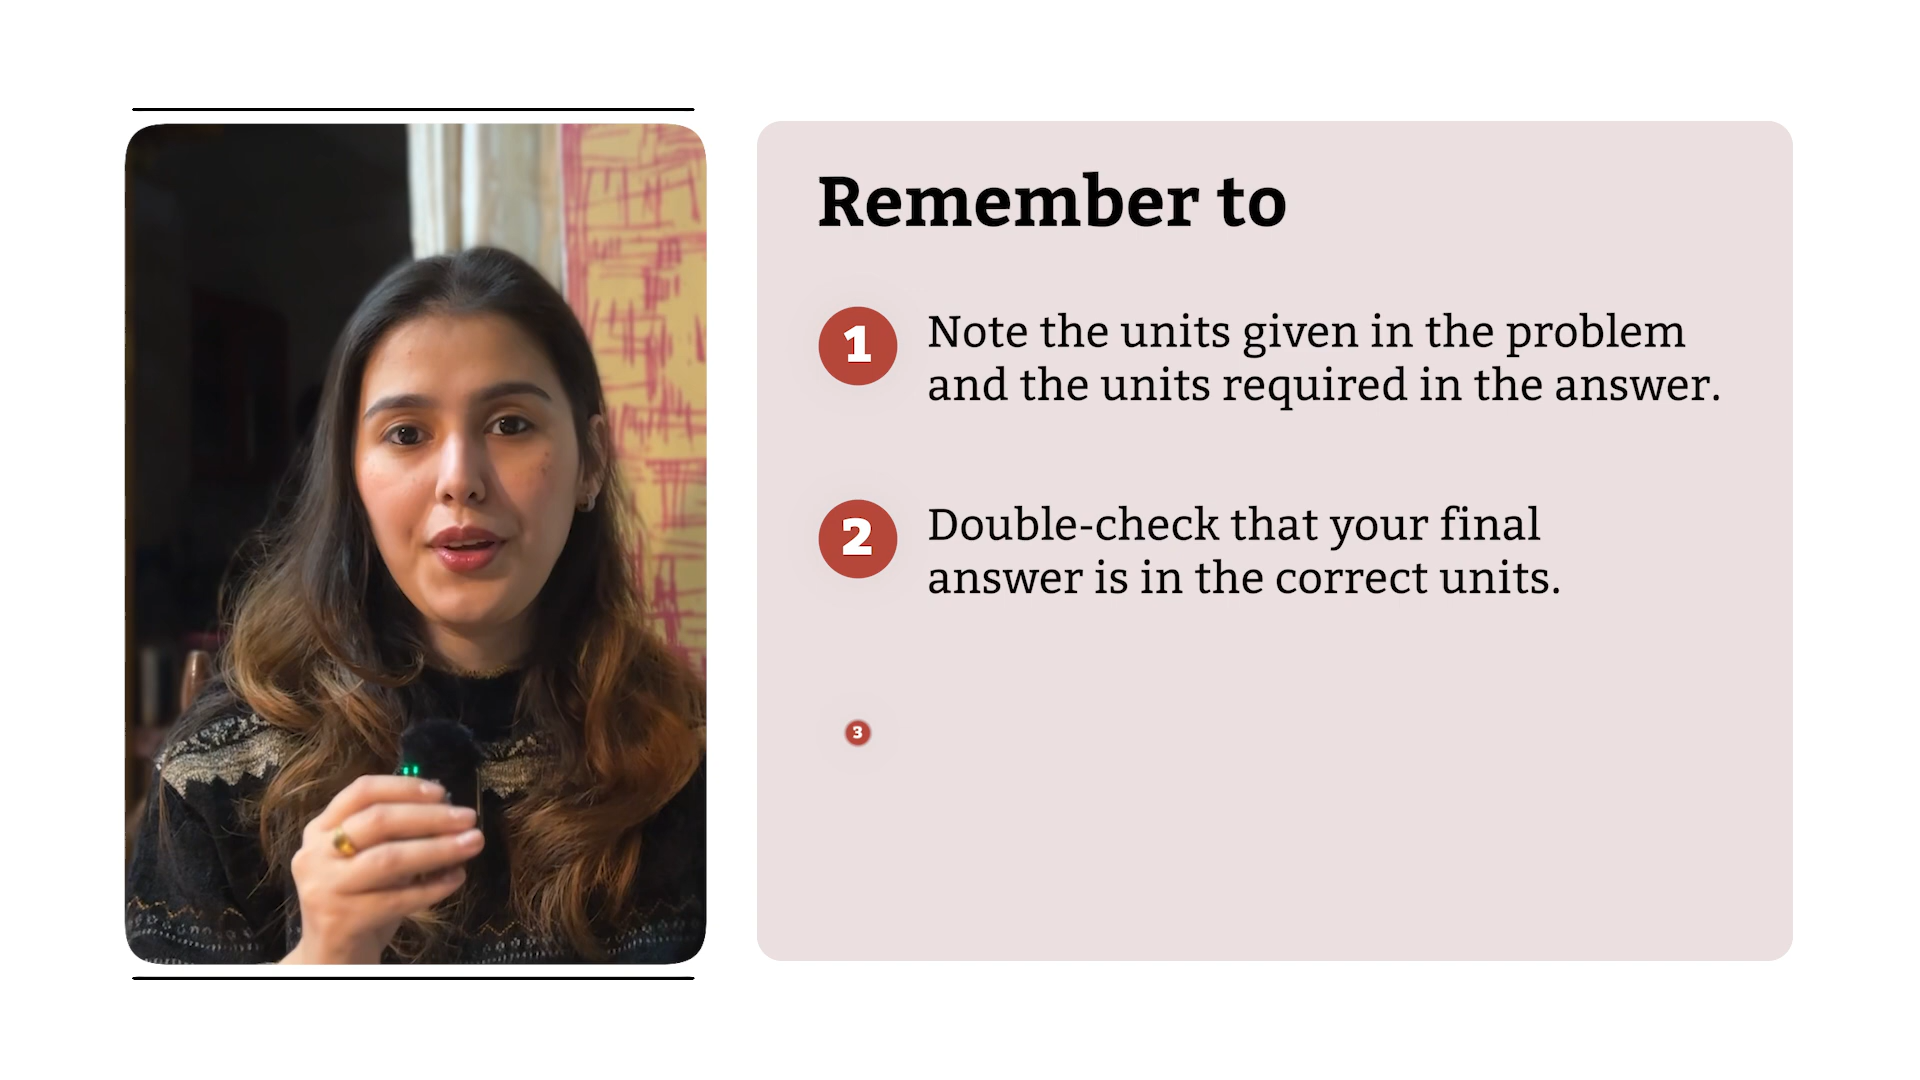 Remember to
1
Note the units given in the problem
and the units required in the answer.
2
Double-check that your final
answer is in the correct units.
3